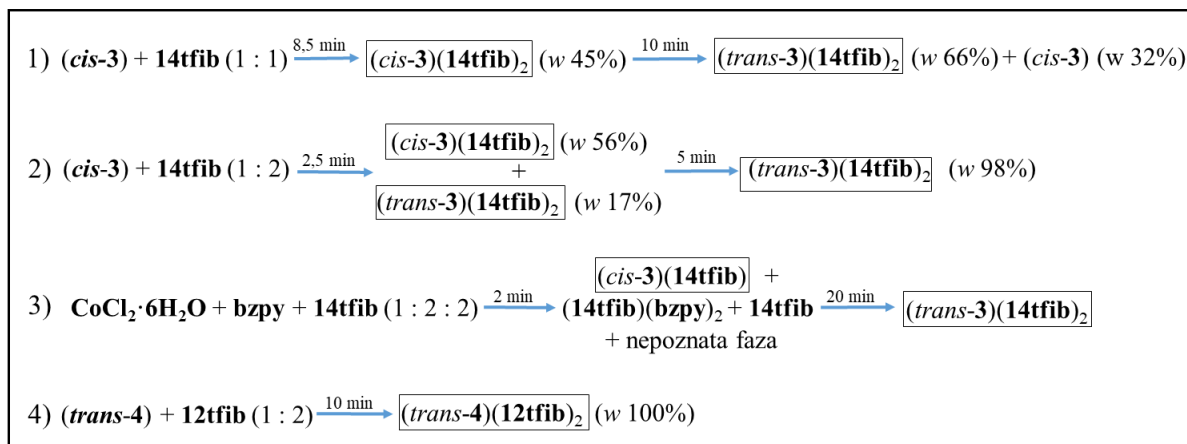 8,5 min 10 min
1) (cis-3) + 14tfib (1 : 1) (cis-3)(14tfib)₂ (w 45%) (trans-3)(14tfib)₂ (w 66%) + (cis-3) (w 32%)
(cis-3)(14tfib)₂ (w 56%)
2) (cis-3) + 14tfib (1 : 2) 2,5 min + 5 min (trans-3)(14tfib)₂ (w 98%)
(trans-3)(14tfib)₂ (w 17%)
(cis-3)(14tfib) +
3) CoCl₂·6H₂O + bzpy + 14tfib (1 : 2 : 2) 2 min (14tfib)(bzpy)₂ + 14tfib 20 min (trans-3)(14tfib)₂
+ nepoznata faza
4) (trans-4) + 12tfib (1 : 2) 10 min (trans-4)(12tfib)₂ (w 100%)